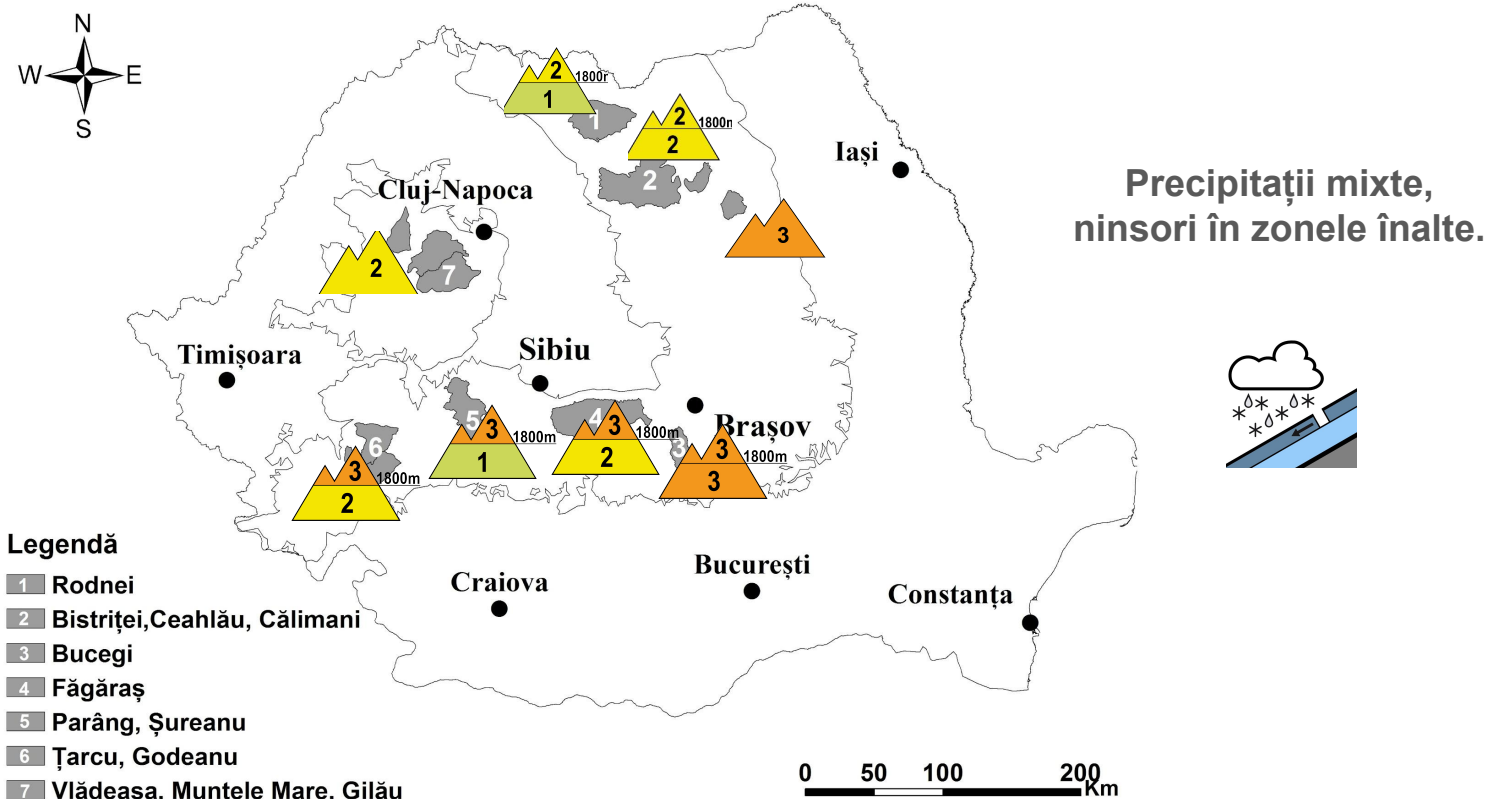 N
W E
S
2
1800r
1
1
2
1800n
2
2
Iași
Precipitații mixte,
ninsori în zonele înalte.
Cluj-Napoca
3
2
7
Timișoara
Sibiu
Brașov
5
3
1800m
1
4
3
1800m
2
3
3
1800m
3
6
3
1800m
2
Legendă
1 Rodnei
2 Bistriței,Ceahlău, Călimani
3 Bucegi
4 Făgăraș
5 Parâng, Șureanu
6 Țarcu, Godeanu
7 Vlădeasa, Muntele Mare, Gilău
Craiova
București
Constanța
0 50 100 200
Km